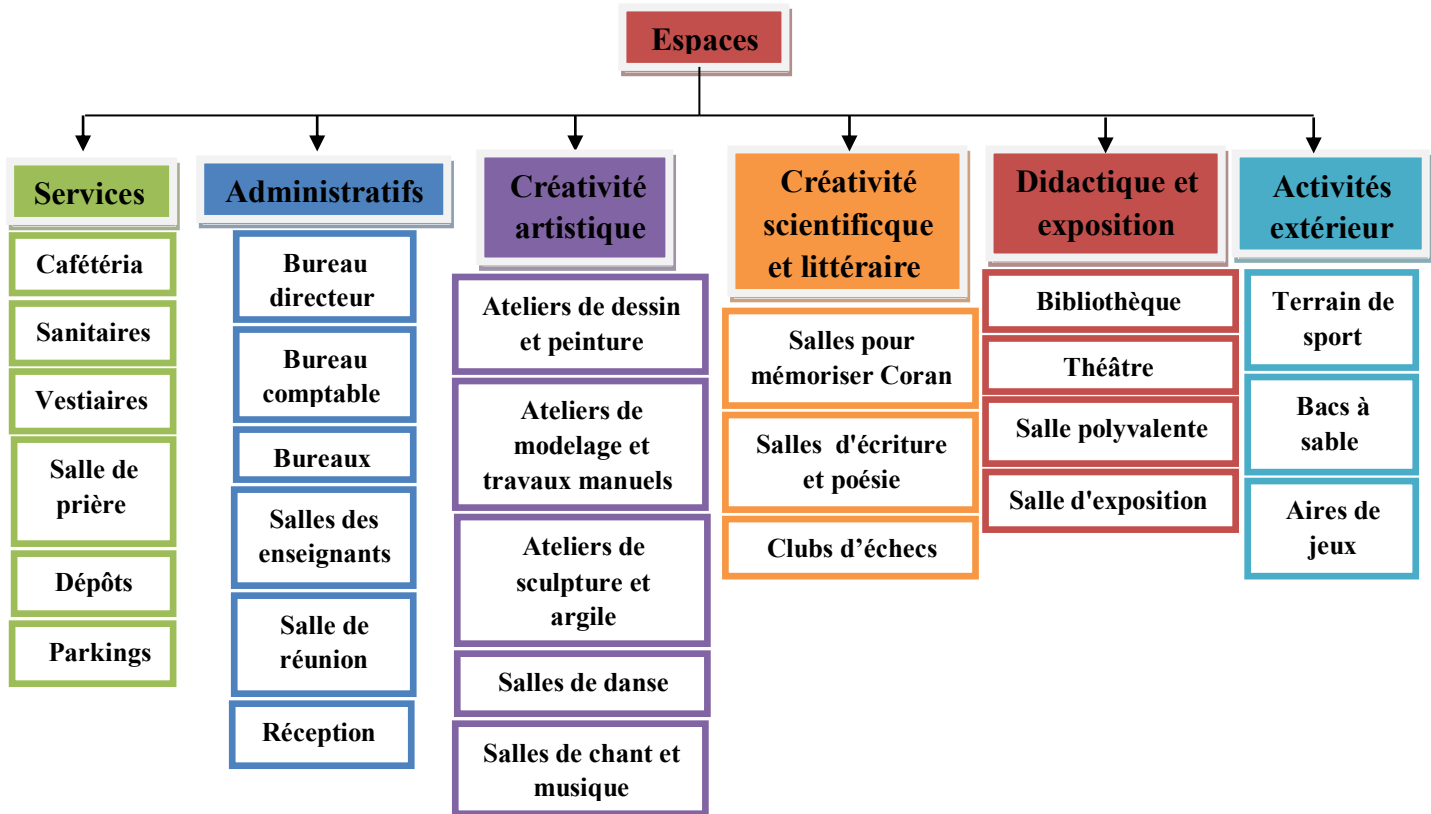 Espaces
Services
Cafétéria
Sanitaires
Vestiaires
Salle de
prière
Dépôts
Parkings
Administratifs
Bureau
directeur
Bureau
comptable
Bureaux
Salles des
enseignants
Salle de
réunion
Réception
Créativité
artistique
Ateliers de dessin
et peinture
Ateliers de
modelage et
travaux manuels
Ateliers de
sculpture et
argile
Salles de danse
Salles de chant et
musique
Créativité
scientificque
et littéraire
Salles pour
mémoriser Coran
Salles d'écriture
et poésie
Clubs d’échecs
Didactique et
exposition
Bibliothèque
Théâtre
Salle polyvalente
Salle d'exposition
Activités
extérieur
Terrain de
sport
Bacs à
sable
Aires de
jeux